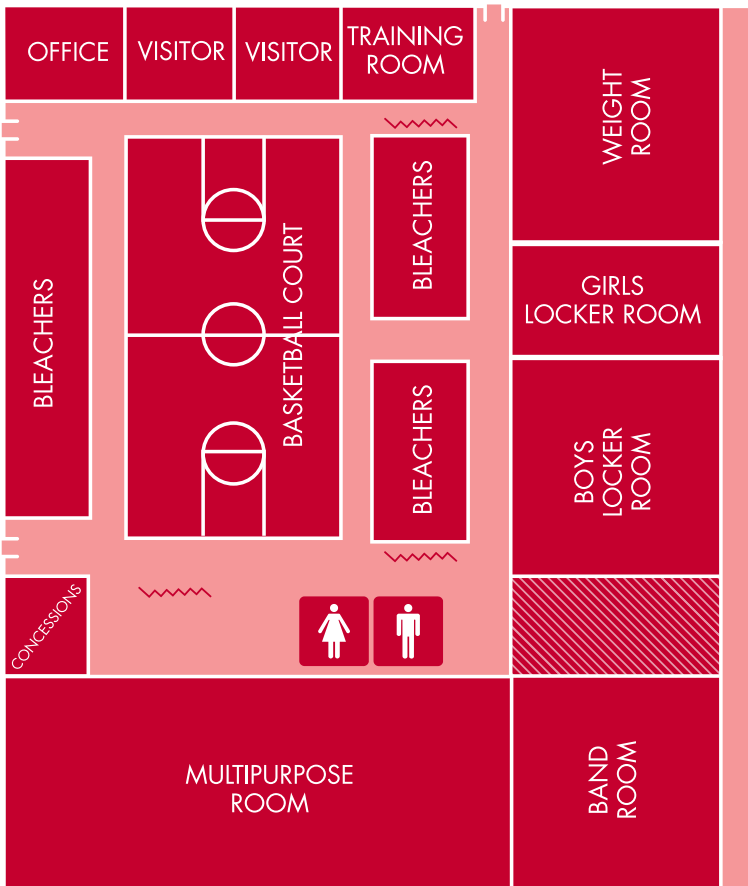 OFFICE
VISITOR
VISITOR
TRAINING
ROOM
WEIGHT
ROOM
BLEACHERS
BASKETBALL COURT
BLEACHERS
GIRLS
LOCKER ROOM
BLEACHERS
BOYS
LOCKER
ROOM
CONCESSIONS
MULTIPURPOSE
ROOM
BAND
ROOM